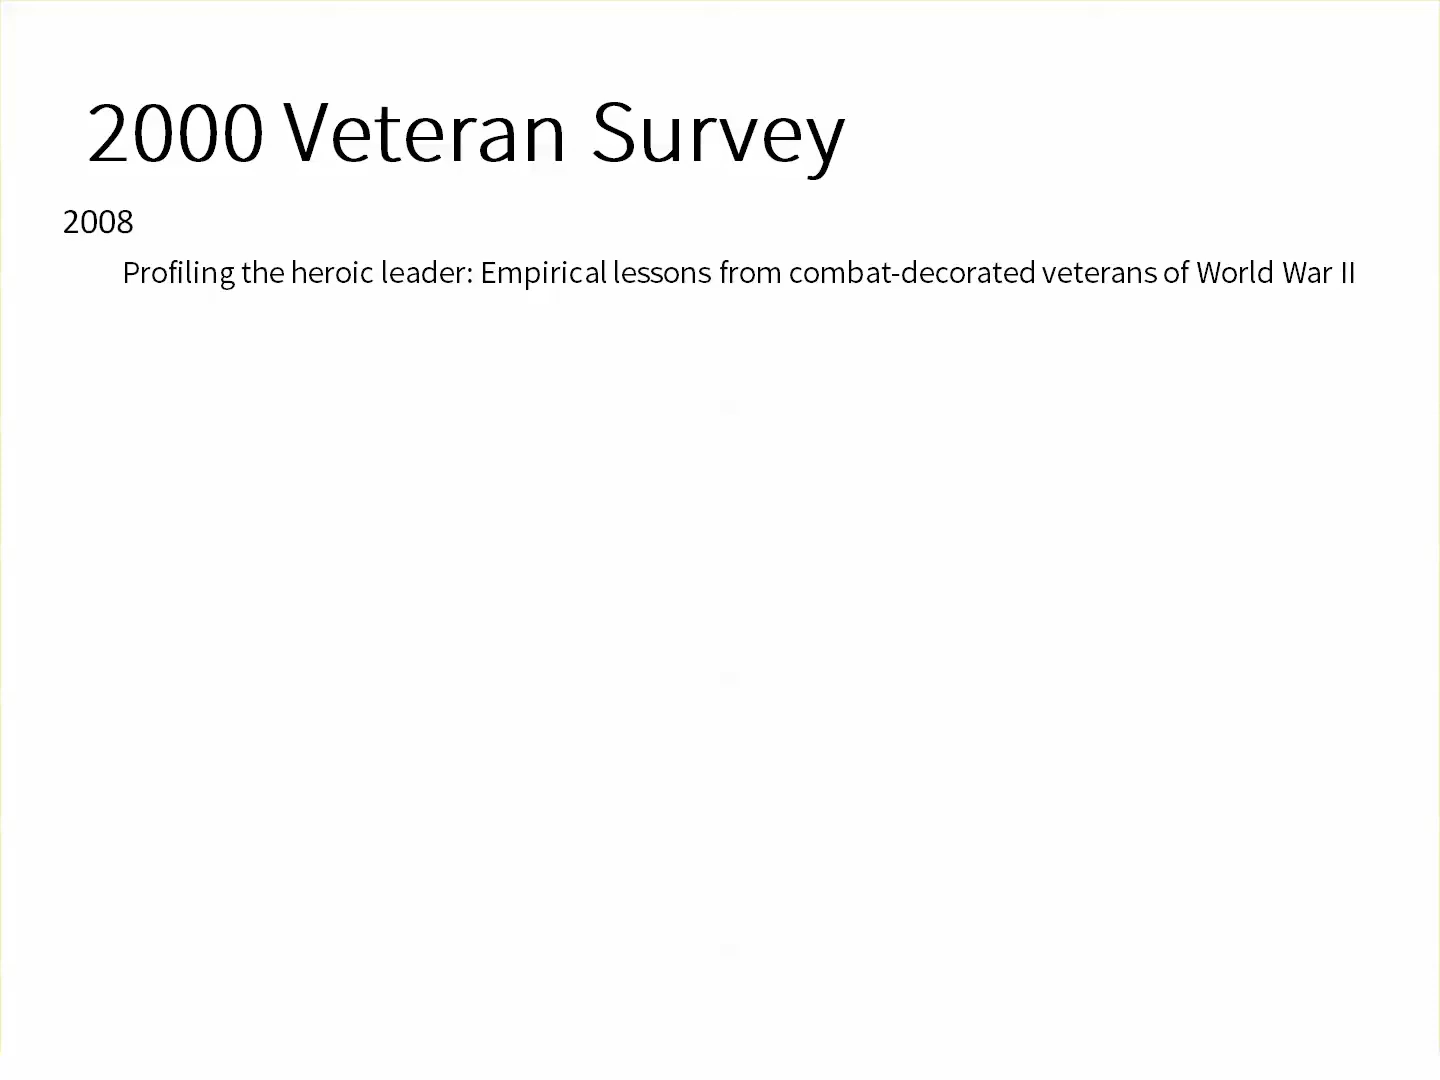 2000 Veteran Survey
2008
Profiling the heroic leader: Empirical lessons from combat-decorated veterans of World War II